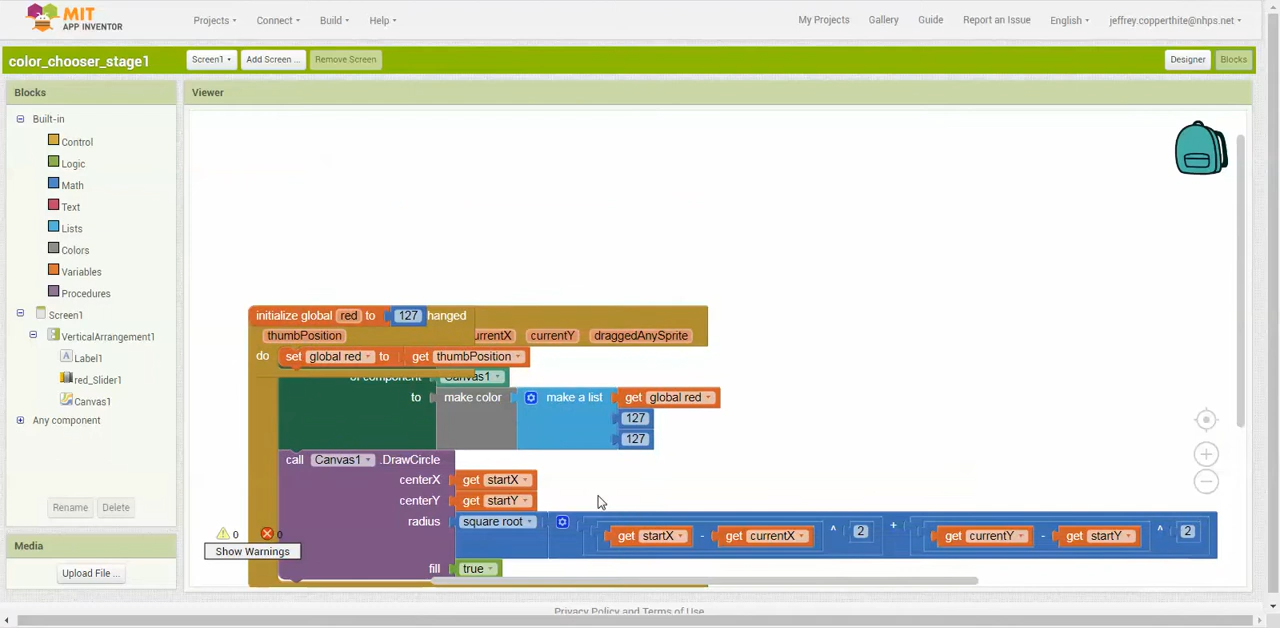 MIT
APP INVENTOR
Projects Connect Build Help My Projects Gallery Guide Report an Issue English jeffrey.copperthite@nhps.net
color_chooser_stage1 Screen1 Add Screen ... Remove Screen Designer Blocks
Blocks Viewer
Built-in
Control
Logic
Math
Text
Lists
Colors
Variables
Procedures
Screen1
VerticalArrangement1
Label1
red_Slider1
Canvas1
Any component
Rename Delete
Media
Upload File ...
initialize global red to 127 hanged
thumbPosition urrentX currentY draggedAnySprite
do set global red to get thumbPosition
of component Canvas1
to make color make a list get global red
127
127
call Canvas1 .DrawCircle
centerX get startX
centerY get startY
radius square root get startX - get currentX ^ 2 + get currentY - get startY ^ 2
fill true
0 0
Show Warnings
Privacy Policy and Terms of Use